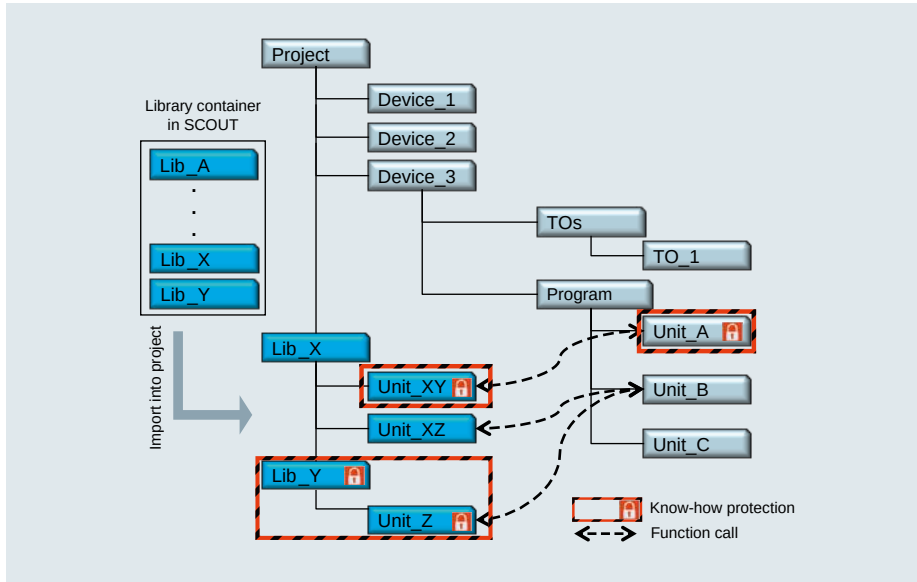 Project
Device_1
Library container
in SCOUT
Device_2
Lib_A
Device_3
.
.
.
TOs
Lib_X
TO_1
Lib_Y
Program
Import into project
Unit_A
Lib_X
Unit_XY
Unit_B
Unit_XZ
Unit_C
Lib_Y
Unit_Z
Know-how protection
Function call